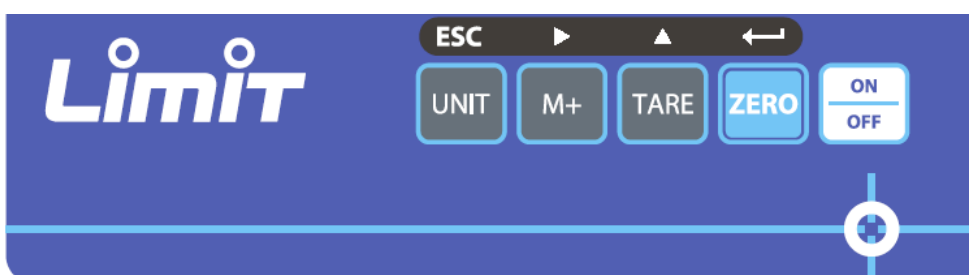 Limit
ESC
UNIT M+ TARE ZERO ON
OFF